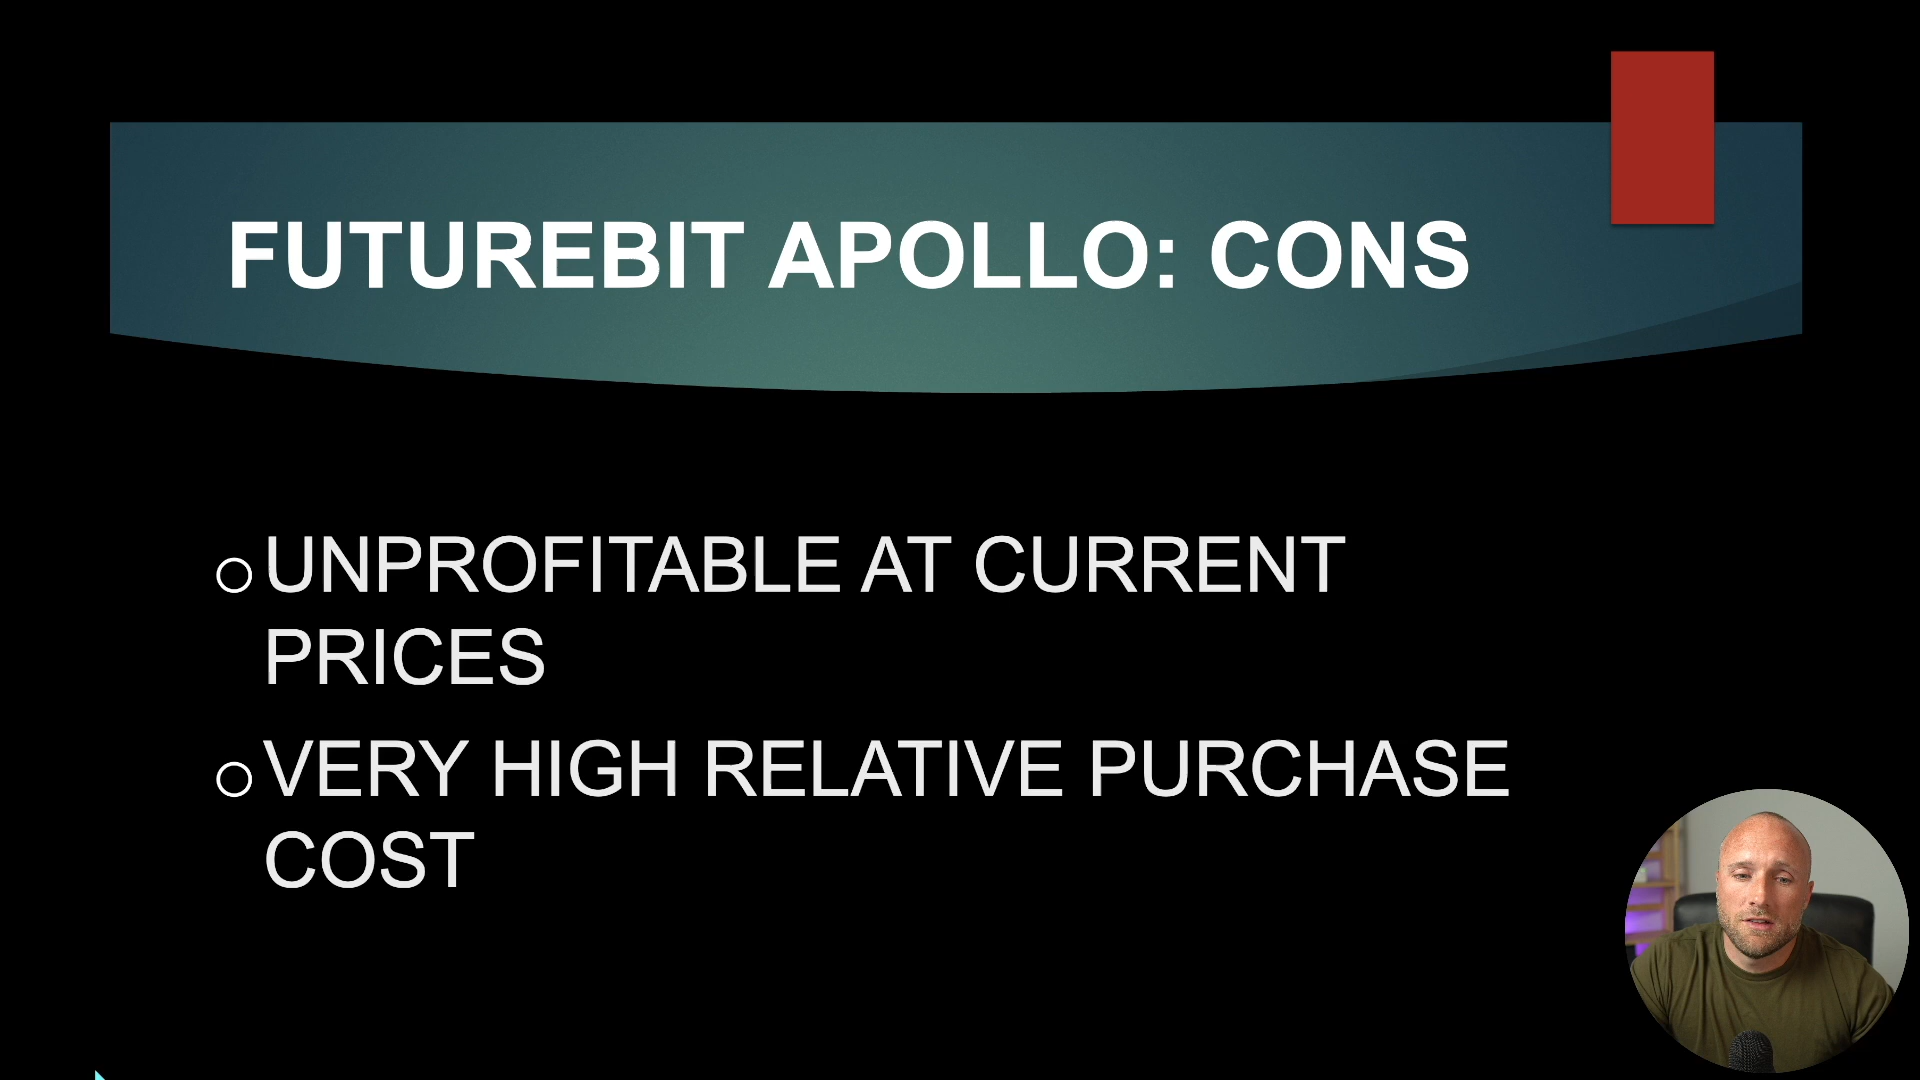 FUTUREBIT APOLLO: CONS
UNPROFITABLE AT CURRENT
PRICES
VERY HIGH RELATIVE PURCHASE
COST